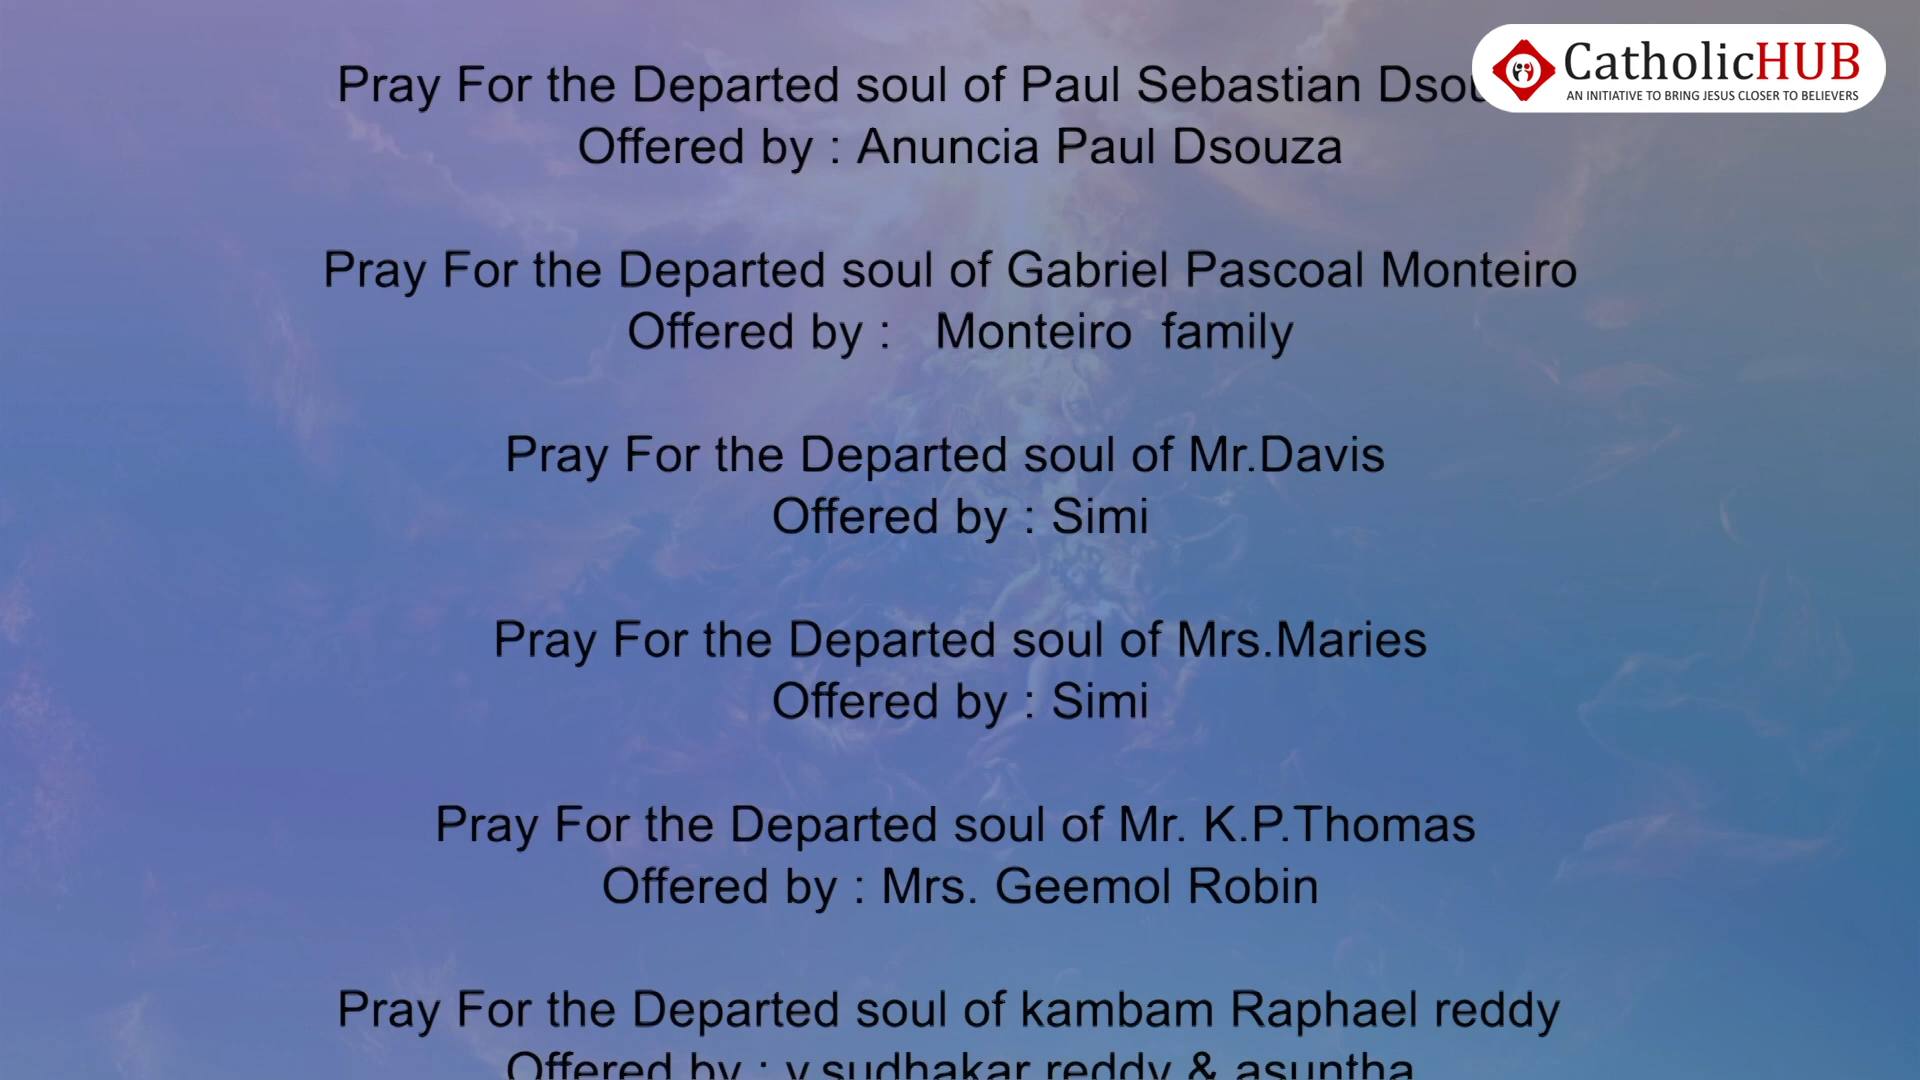 Pray For the Departed soul of Paul Sebastian
CatholicHUB
AN INITIATIVE TO BRING JESUS CLOSER TO BELIEVERS
Offered by : Anuncia Paul Dsouza
Pray For the Departed soul of Gabriel Pascoal Monteiro
Offered by : Monteiro family
Pray For the Departed soul of Mr.Davis
Offered by : Simi
Pray For the Departed soul of Mrs.Maries
Offered by : Simi
Pray For the Departed soul of Mr. K.P.Thomas
Offered by : Mrs. Geemol Robin
Pray For the Departed soul of kambam Raphael reddy
Offered by : y.sudhakar reddy & asuntha